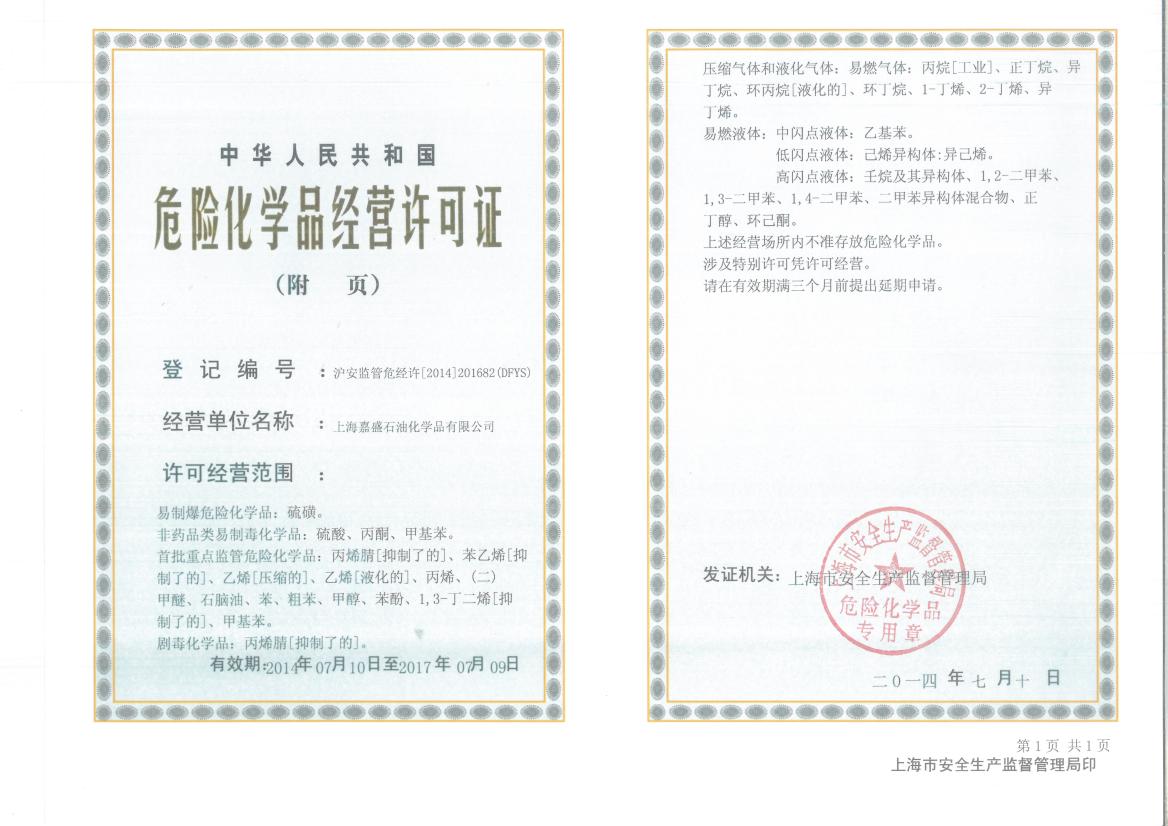 中华人民共和国
危险化学品经营许可证
（附 页）
登记编号：沪安监管危经许[2014]201682(DFYS)
经营单位名称：上海嘉盛石油化学品有限公司
许可经营范围：
易制爆危险化学品：硫磺。
非药品类易制毒化学品：硫酸、丙酮、甲基苯。
首批重点监管危险化学品：丙烯腈[抑制了的]、苯乙烯[抑
制了的]、乙烯[压缩的]、乙烯[液化的]、丙烯、(二)
甲醚、石脑油、苯、粗苯、甲醇、苯酚、1,3-丁二烯[抑
制了的]、甲基苯。
剧毒化学品：丙烯腈[抑制了的]。
有效期:2014年07月10日至2017年07月09日
压缩气体和液化气体：易燃气体：丙烷[工业]、正丁烷、异
丁烷、环丙烷[液化的]、环丁烷、1-丁烯、2-丁烯、异
丁烯。
易燃液体：中闪点液体：乙基苯。
低闪点液体：己烯异构体:异己烯。
高闪点液体：壬烷及其异构体、1,2-二甲苯、
1,3-二甲苯、1,4-二甲苯、二甲苯异构体混合物、正
丁醇、环己酮。
上述经营场所内不准存放危险化学品。
涉及特别许可凭许可经营。
请在有效期满三个月前提出延期申请。
上海市安全生产监督管理局
发证机关：上海市安全生产监督管理局
危险化学品
专用章
二〇一四年七月十日
第1页 共1页
上海市安全生产监督管理局印